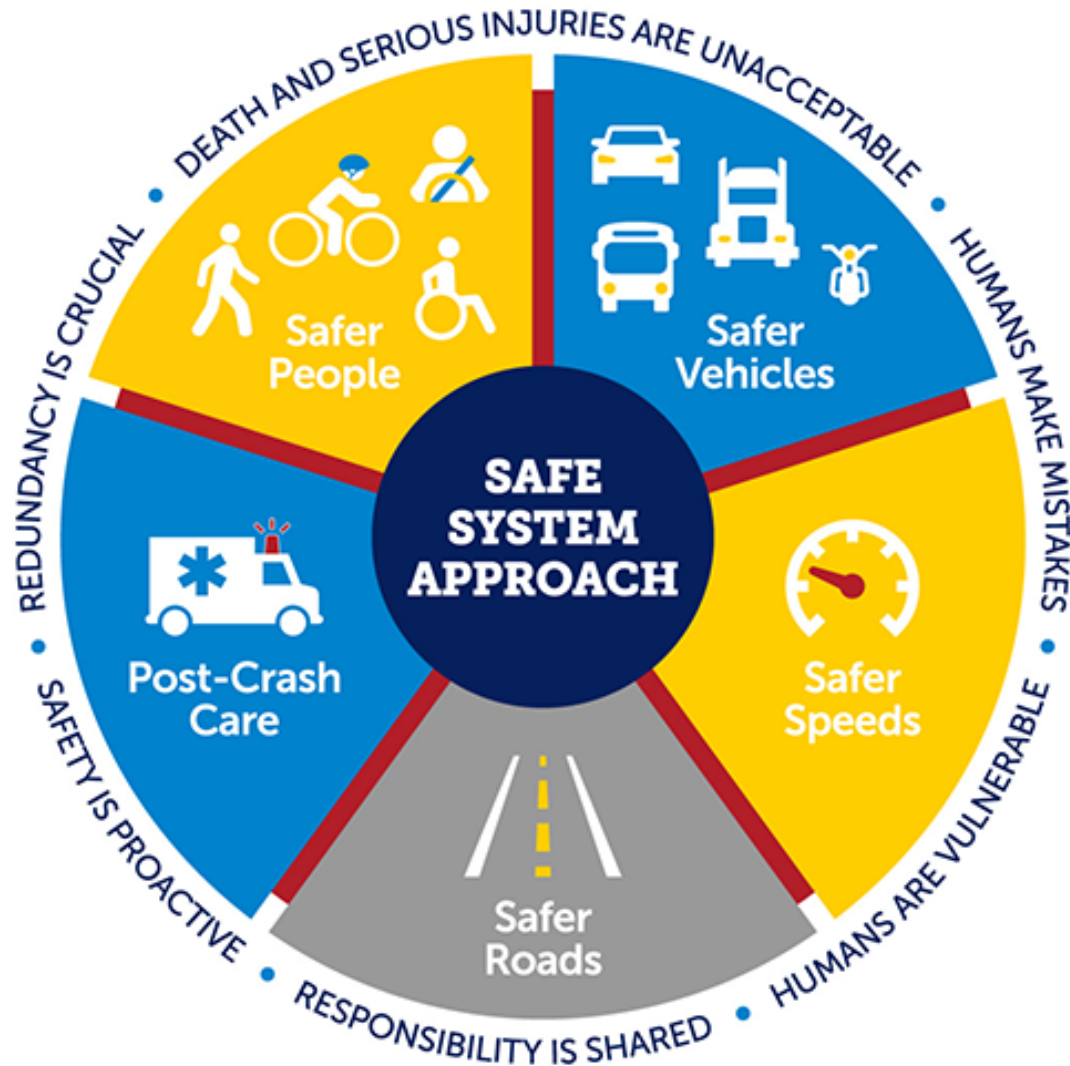 DEATH AND SERIOUS INJURIES ARE UNACCEPTABLE
HUMANS MAKE MISTAKES
HUMANS ARE VULNERABLE
RESPONSIBILITY IS SHARED
SAFETY IS PROACTIVE
REDUNDANCY IS CRUCIAL
Safer
People
Safer
Vehicles
SAFE
SYSTEM
APPROACH
Post-Crash
Care
Safer
Speeds
Safer
Roads